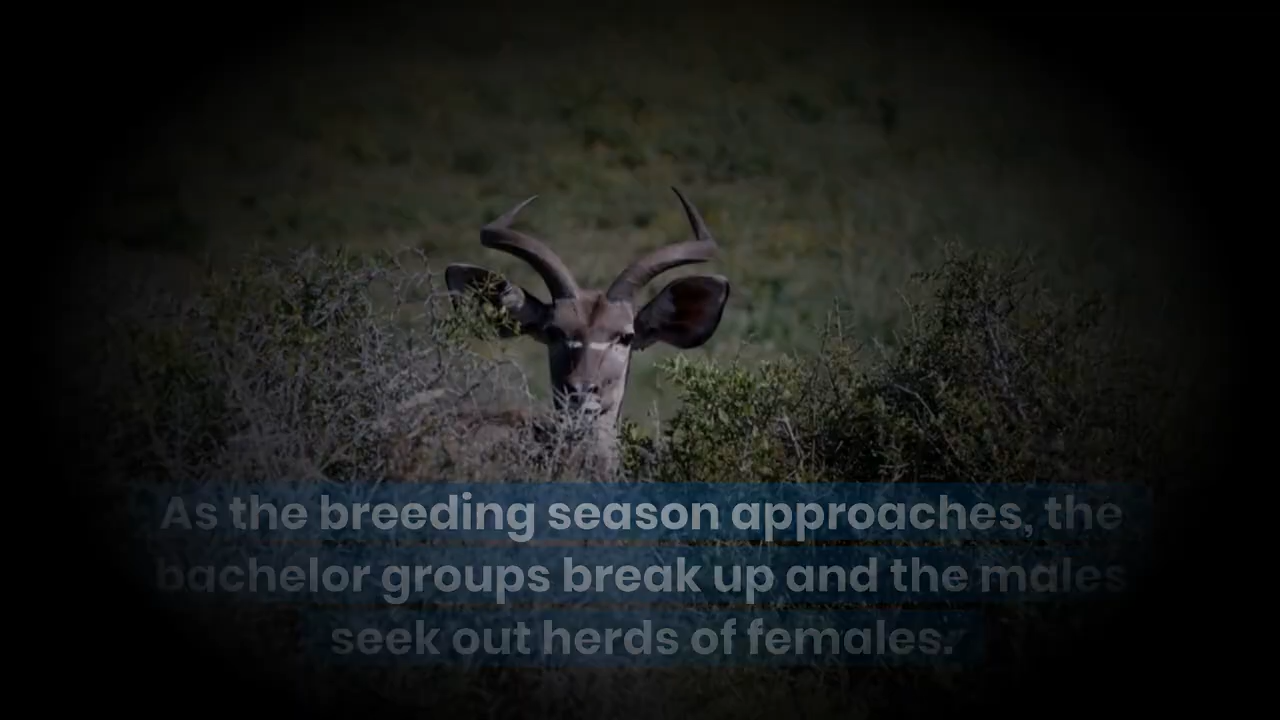 As the breeding season approaches, the
bachelor groups break up and the males
seek out herds of females.